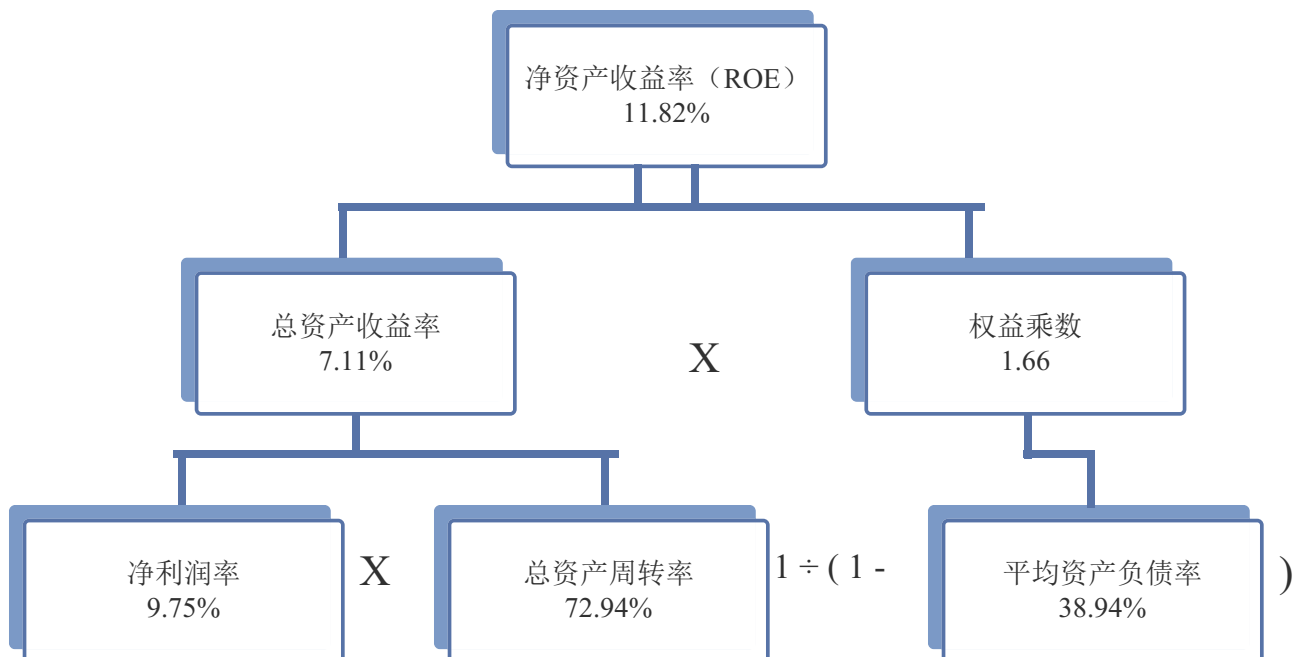 净资产收益率（ROE）
11.82%
总资产收益率
7.11%
X
权益乘数
1.66
净利润率
9.75%
X
总资产周转率
72.94%
1 ÷ ( 1 -
平均资产负债率
38.94%
)